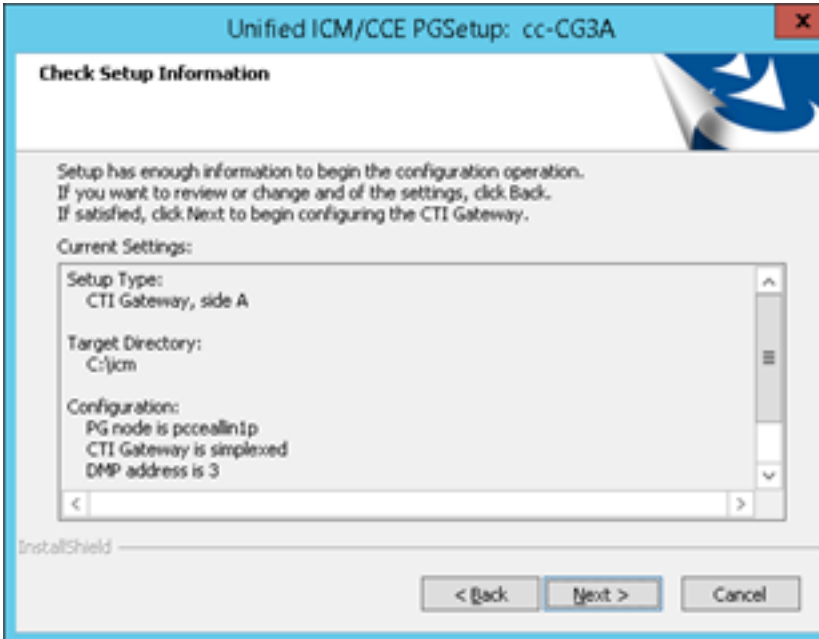 Unified ICM/CCE PGSetup: cc-CG3A
x
Check Setup Information
Setup has enough information to begin the configuration operation.
If you want to review or change and of the settings, click Back.
If satisfied, click Next to begin configuring the CTI Gateway.
Current Settings:
Setup Type:
CTI Gateway, side A
Target Directory:
C:\icm
Configuration:
PG node is pcceallin1p
CTI Gateway is simplexed
DMP address is 3
InstallShield
< Back
Next >
Cancel